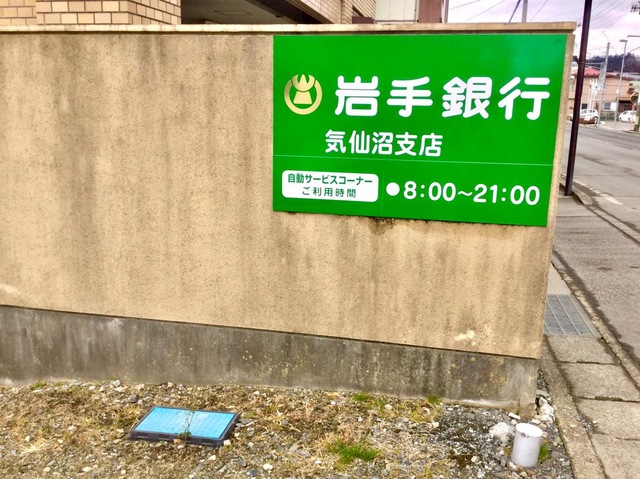 岩手銀行
気仙沼支店
自動サービスコーナー
ご利用時間
●8:00～21:00